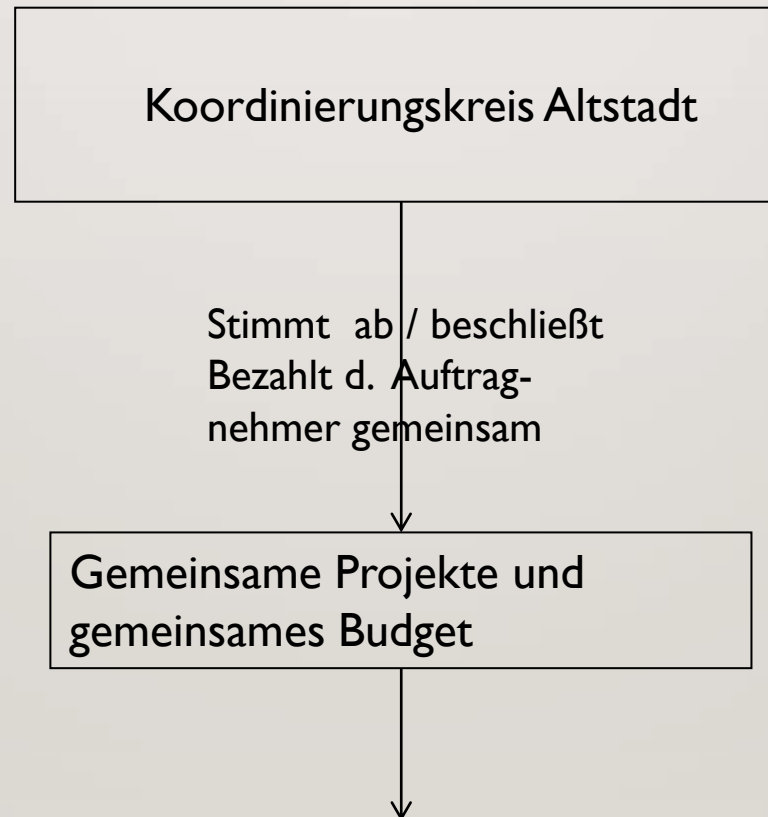 Koordinierungskreis Altstadt
Stimmt ab / beschließt
Bezahlt d. Auftrag-
nehmer gemeinsam
Gemeinsame Projekte und
gemeinsames Budget